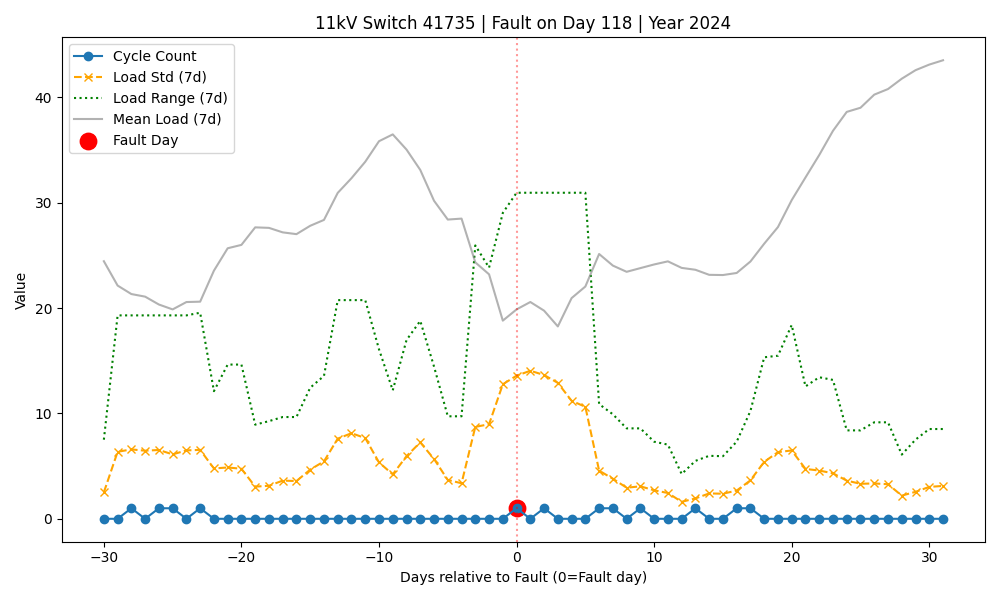 11kV Switch 41735 | Fault on Day 118 | Year 2024
Cycle Count
Load Std (7d)
Load Range (7d)
Mean Load (7d)
Fault Day
Value
40
30
20
10
0
−30
−20
−10
0
10
20
30
Days relative to Fault (0=Fault day)